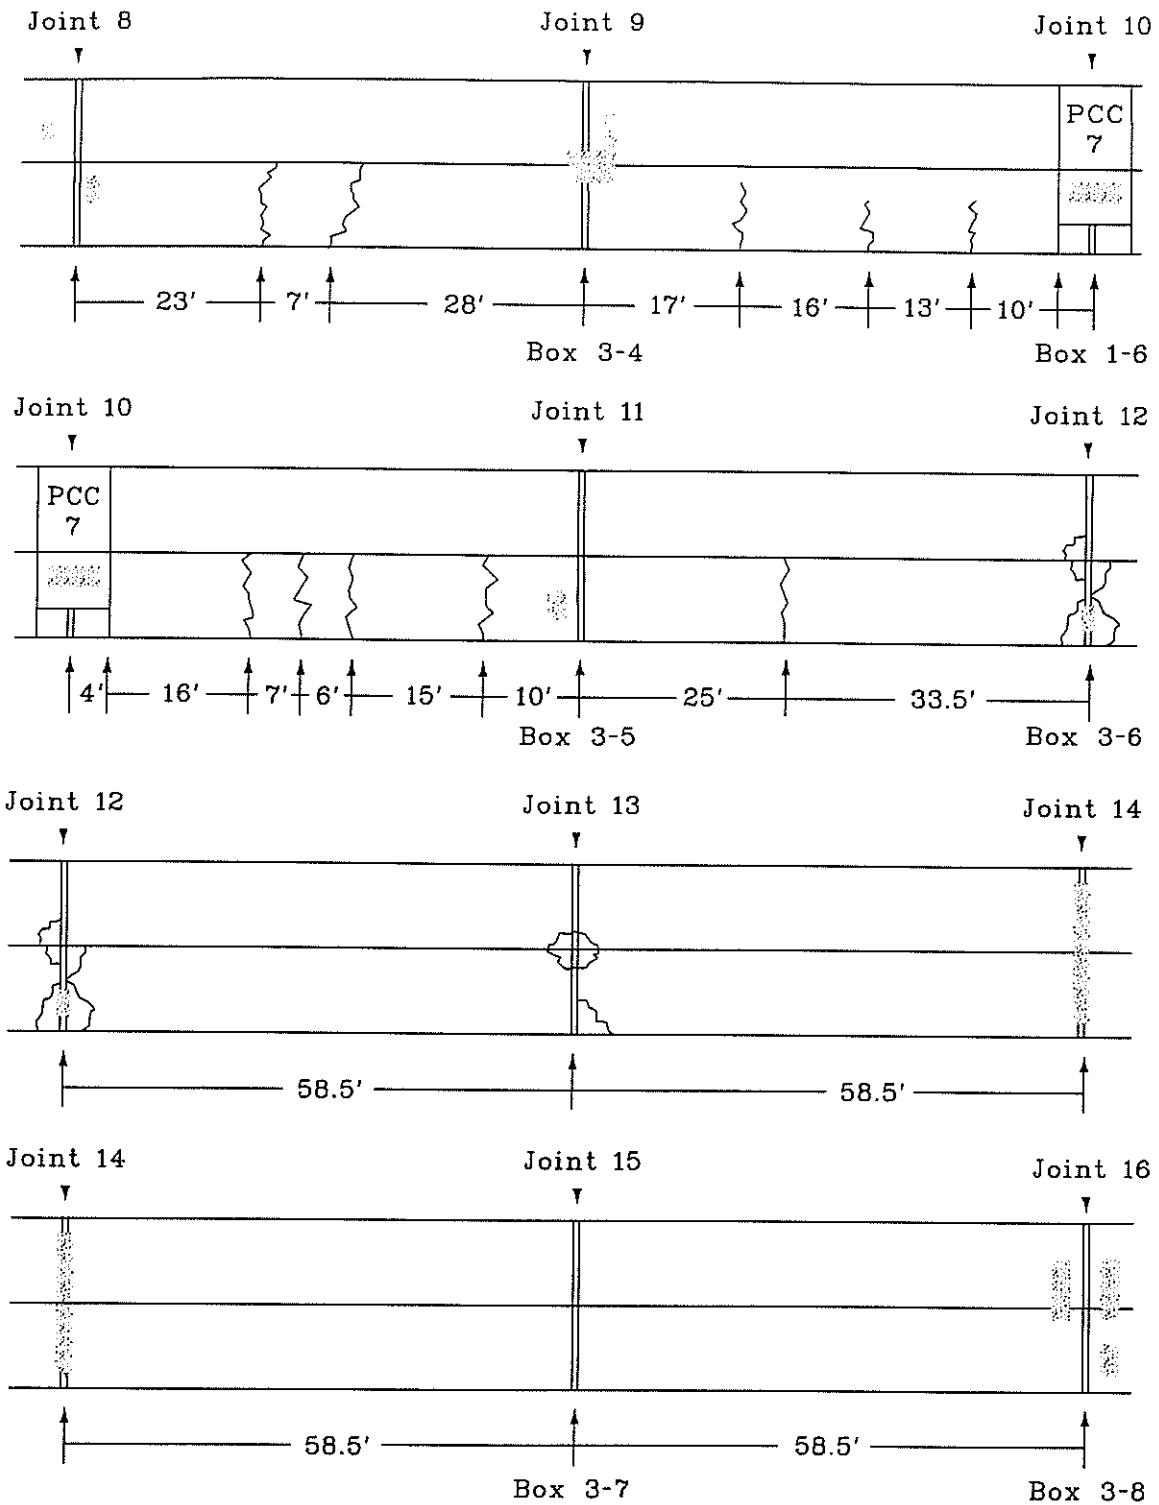 Joint 8 Joint 9 Joint 10
PCC
7
23' 7' 28' 17' 16' 13' 10'
Box 3-4 Box 1-6
Joint 10 Joint 11 Joint 12
PCC
7
4' 16' 7' 6' 15' 10' 25' 33.5'
Box 3-5 Box 3-6
Joint 12 Joint 13 Joint 14
58.5' 58.5'
Joint 14 Joint 15 Joint 16
58.5' 58.5'
Box 3-7 Box 3-8